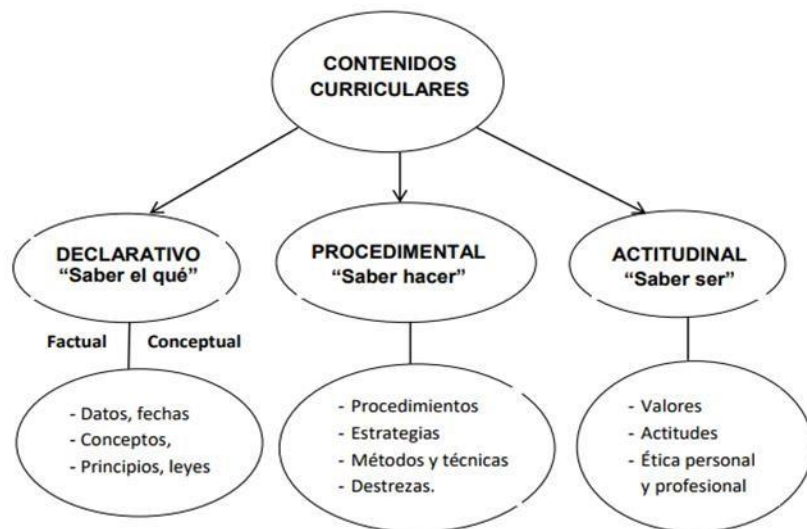 CONTENIDOS
CURRICULARES
DECLARATIVO
“Saber el qué”
PROCEDIMENTAL
“Saber hacer”
ACTITUDINAL
“Saber ser”
Factual
Conceptual
- Datos, fechas
- Conceptos,
- Principios, leyes
- Procedimientos
- Estrategias
- Métodos y técnicas
- Destrezas.
- Valores
- Actitudes
- Ética personal
y profesional